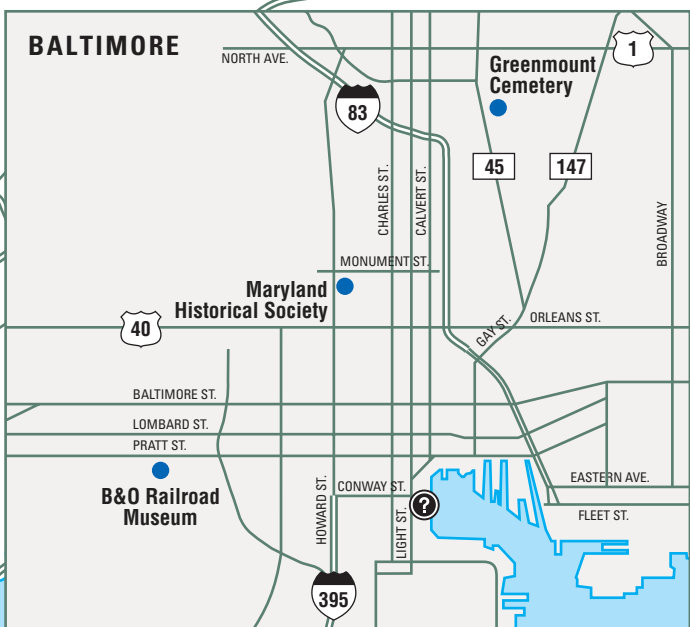 BALTIMORE
NORTH AVE.
1
Greenmount
Cemetery
83
45
147
CHARLES ST.
CALVERT ST.
BROADWAY
MONUMENT ST.
Maryland
Historical Society
40
GAY ST.
ORLEANS ST.
BALTIMORE ST.
LOMBARD ST.
PRATT ST.
B&O Railroad
Museum
HOWARD ST.
CONWAY ST.
LIGHT ST.
?
EASTERN AVE.
FLEET ST.
395